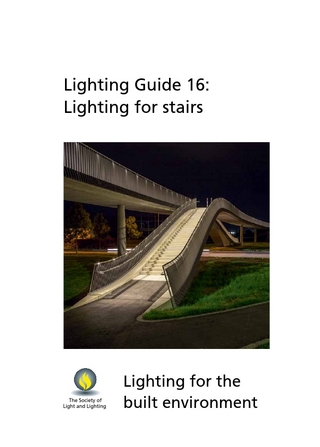 Lighting Guide 16:
Lighting for stairs
The Society of
Light and Lighting
Lighting for the
built environment